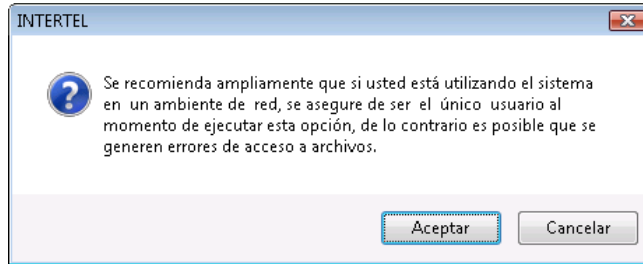 INTERTEL
Se recomienda ampliamente que si usted está utilizando el sistema
en un ambiente de red, se asegure de ser el único usuario al
momento de ejecutar esta opción, de lo contrario es posible que se
generen errores de acceso a archivos.
Aceptar
Cancelar